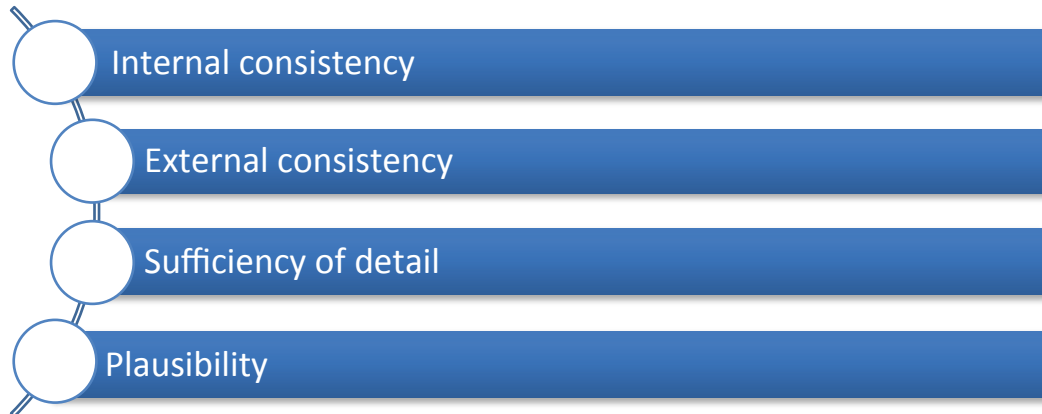 Internal consistency
External consistency
Sufficiency of detail
Plausibility